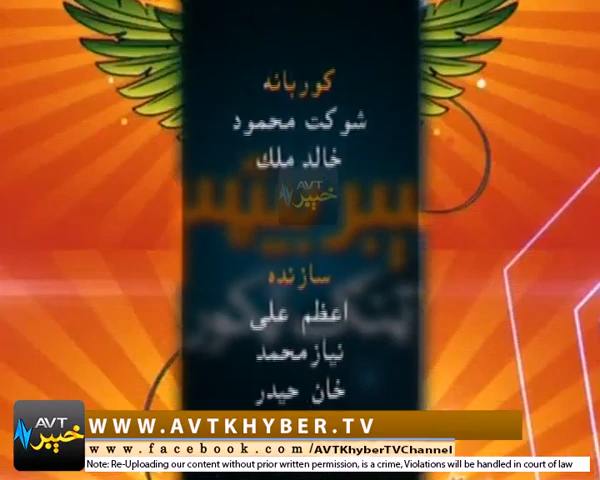 کوربانه
شوکت محمود
خالد ملک
AVT
خیبر
سازنده
اعظم علی
نیاز محمد
خان حیدر
AVT
خیبر
WWW.AVTKHYBER.TV
www.facebook.com/AVTKhyberTVChannel
Note: Re-Uploading our content without prior written permission, is a crime, Violations will be handled in court of law